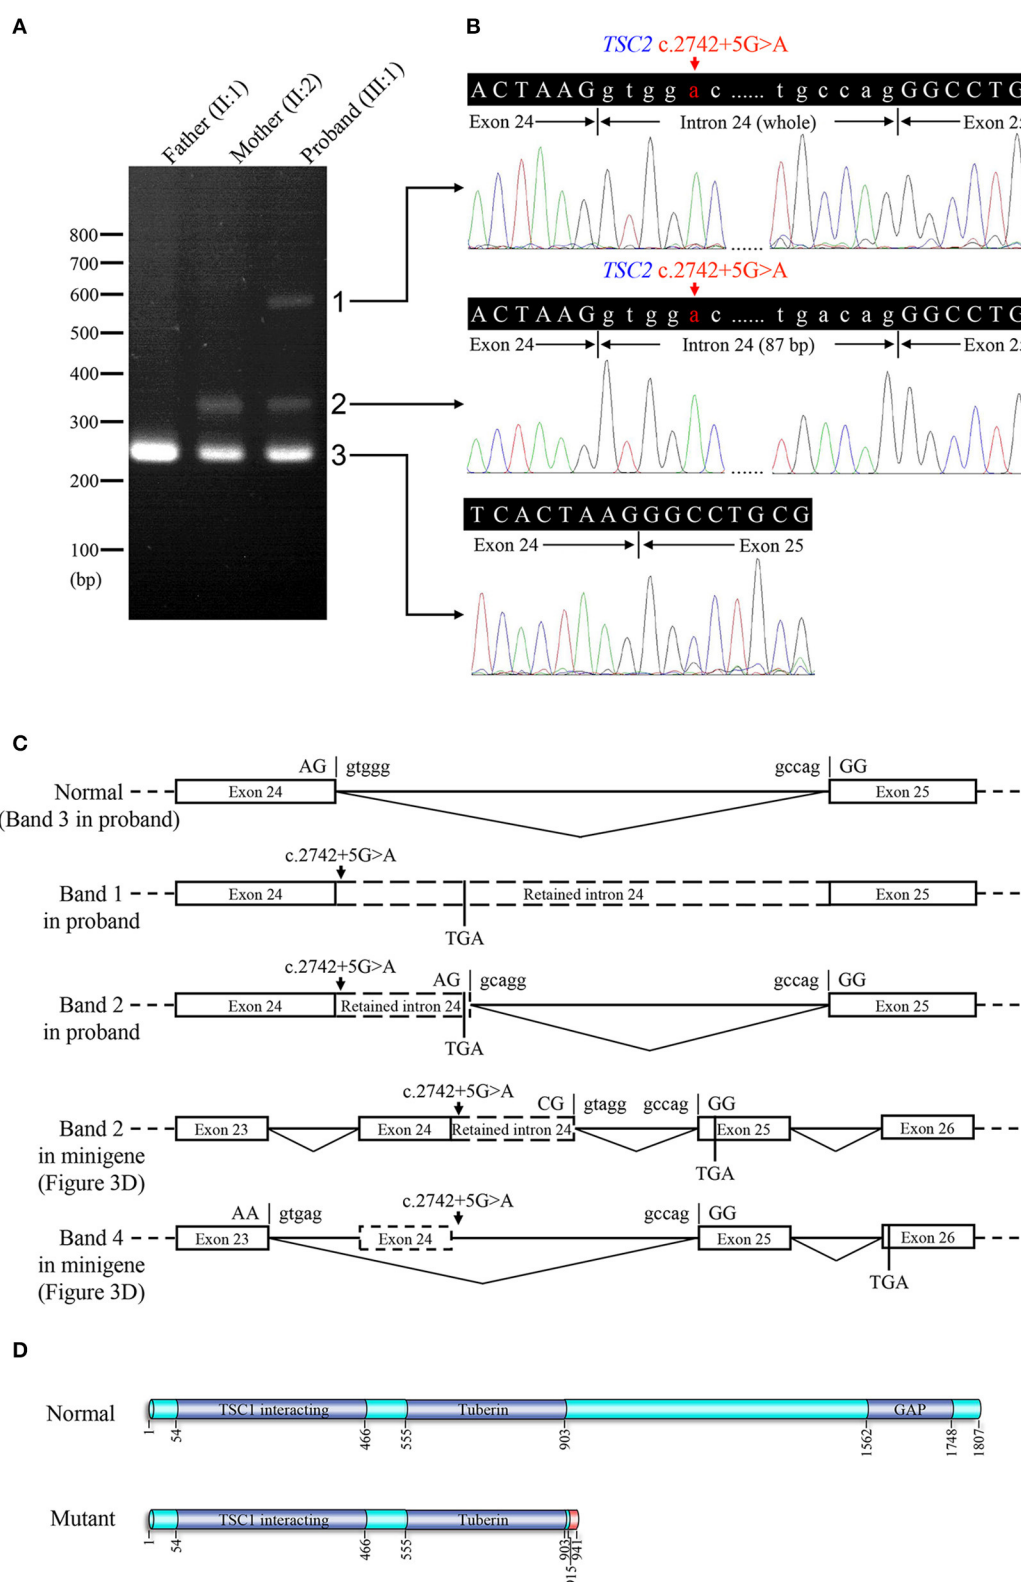 A
B
Father (II:1)
Mother (II:2)
Proband (III:1)
800
700
600
500
400
300
200
100
(bp)
1
2
3
TSC2 c.2742+5G>A
A C T A A G g t g g a c ...... t g c c a g G G C C T G
Exon 24
Intron 24 (whole)
......
TSC2 c.2742+5G>A
A C T A A G g t g g a c ...... t g a c a g G G C C T G
Exon 24
Intron 24 (87 bp)
......
T C A C T A A G G G C C T G C G
Exon 24
Exon 25
C
AG gtggg gccag GG
Normal
(Band 3 in proband)
Exon 24
Exon 25
c.2742+5G>A
Band 1
in proband
Exon 24
Retained intron 24
Exon 25
TGA
c.2742+5G>A
AG gcagg gccag GG
Band 2
in proband
Exon 24
Retained intron 24
Exon 25
TGA
c.2742+5G>A
CG gtagg gccag GG
Band 2
in minigene
(Figure 3D)
Exon 23
Exon 24
Retained intron 24
Exon 25
Exon 26
TGA
c.2742+5G>A
AA gtgag gccag GG
Band 4
in minigene
(Figure 3D)
Exon 23
Exon 24
Exon 25
Exon 26
TGA
D
Normal
TSC1 interacting
Tuberin
GAP
1
54
466
555
903
1562
1748
1807
Mutant
TSC1 interacting
Tuberin
1
54
466
555
903
941